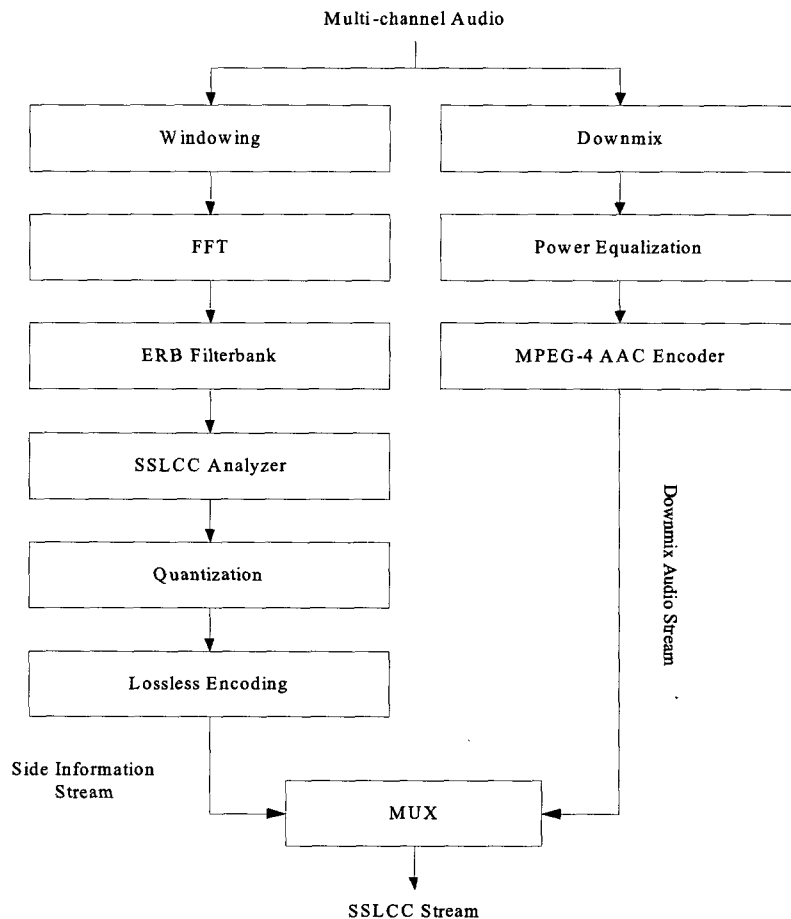 Multi-channel Audio
Windowing
Downmix
FFT
Power Equalization
ERB Filterbank
MPEG-4 AAC Encoder
SSLCC Analyzer
Quantization
Lossless Encoding
Downmix Audio Stream
Side Information
Stream
MUX
SSLCC Stream